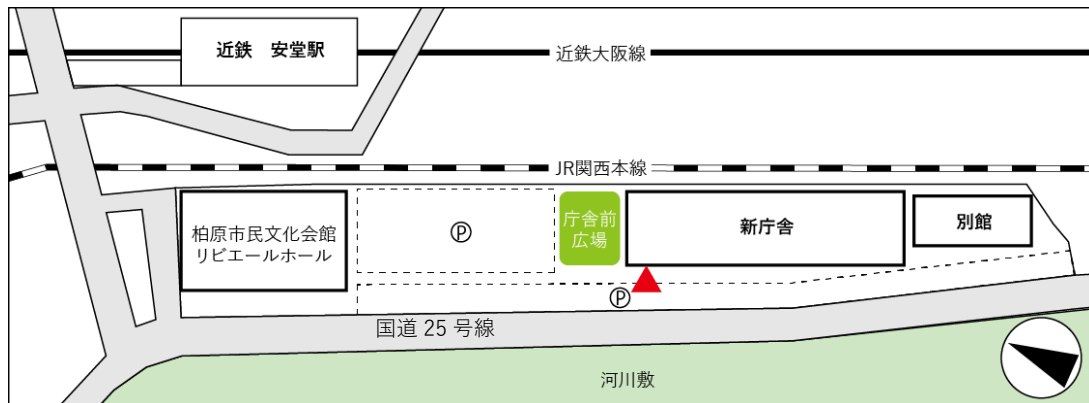 近鉄　安堂駅
近鉄大阪線
JR関西本線
柏原市民文化会館
リビエールホール
P
庁舎前
広場
新庁舎
別館
P
国道 25 号線
河川敷